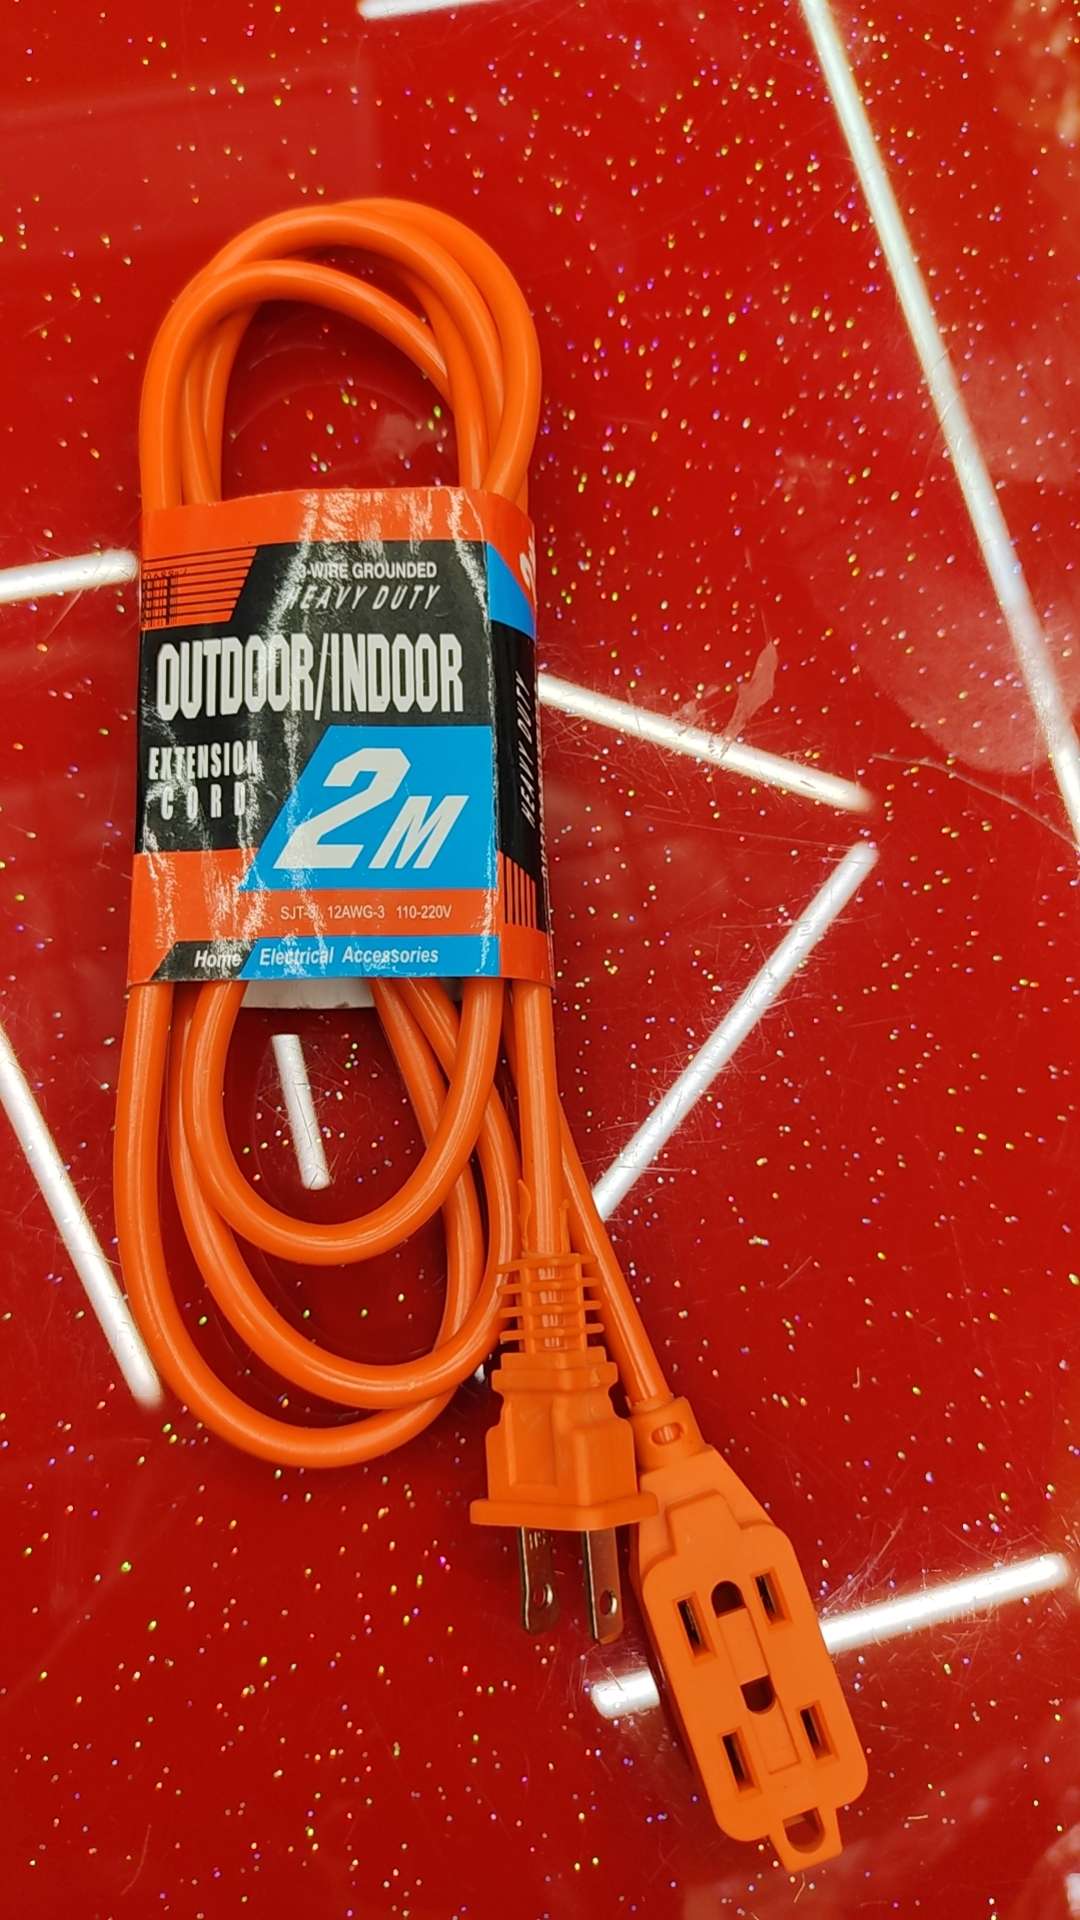 3-WIRE GROUNDED
HEAVY DUTY
OUTDOOR/INDOOR
EXTENSION
CORD
2M
12AWG-3 110-220V
Home Electrical Accessories
HEAVY DUTY